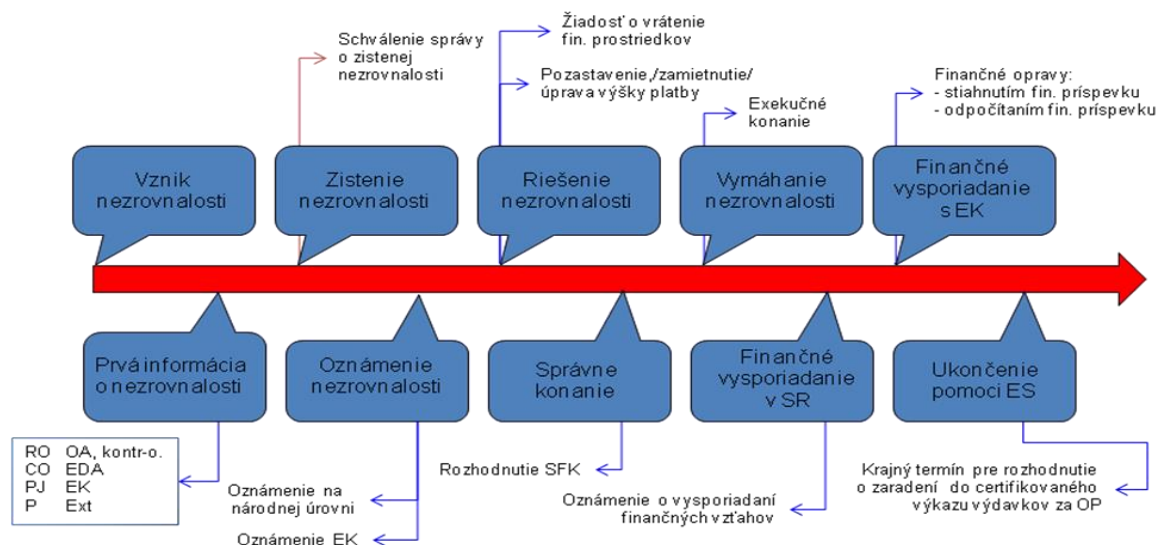 Žiadosť o vrátenie
fin. prostriedkov
Schválenie správy
o zistenej
nezrovnalosti
Pozastavenie,/zamietnutie/
úprava výšky platby
Finančné opravy:
- stiahnutím fin. príspevku
- odpočítaním fin. príspevku
Exekučné
konanie
Vznik
nezrovnalosti
Zistenie
nezrovnalosti
Riešenie
nezrovnalosti
Vymáhanie
nezrovnalosti
Finančné
vysporiadanie
s EK
Prvá informácia
o nezrovnalosti
Oznámenie
nezrovnalosti
Správne
konanie
Finančné
vysporiadanie
v SR
Ukončenie
pomoci ES
RO OA, kontr-o.
CO EDA
PJ EK
P Ext
Oznámenie na
národnej úrovni
Oznámenie EK
Rozhodnutie SFK
Oznámenie o vysporiadaní
finančných vzťahov
Krajný termín pre rozhodnutie
o zaradení do certifikovaného
výkazu výdavkov za OP